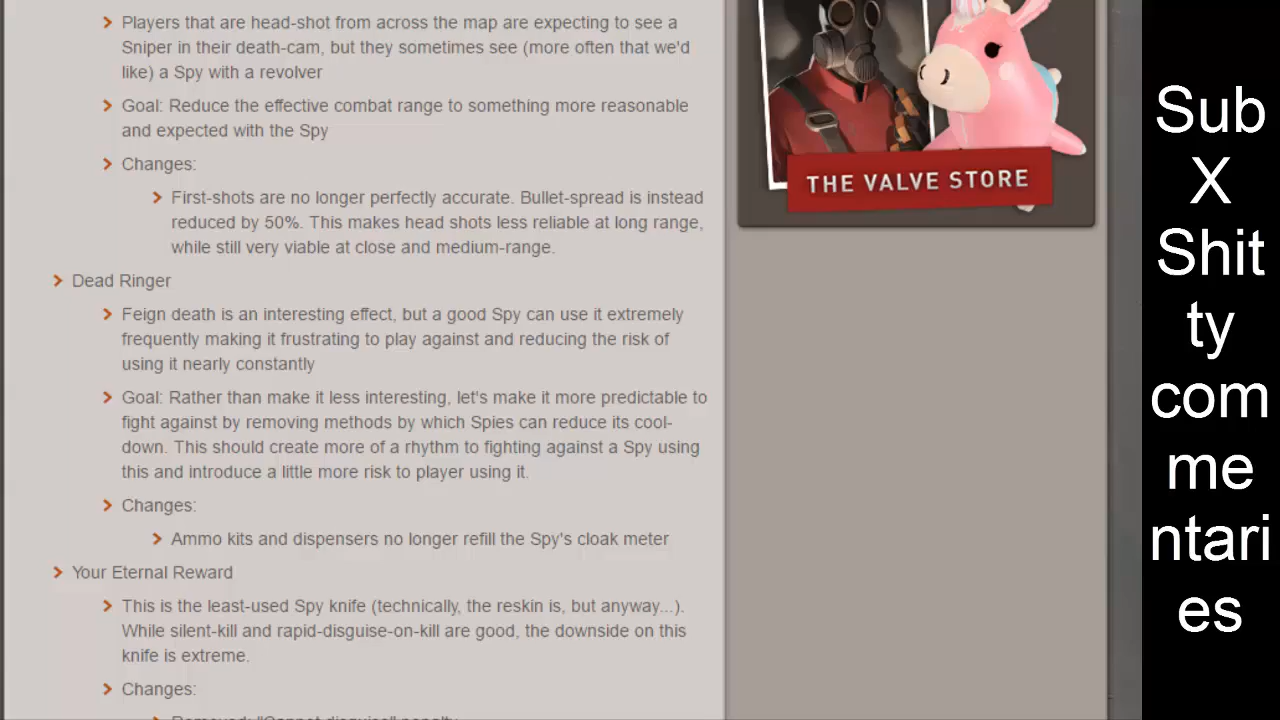 Players that are head-shot from across the map are expecting to see a
Sniper in their death-cam, but they sometimes see (more often that we'd
like) a Spy with a revolver
Goal: Reduce the effective combat range to something more reasonable
and expected with the Spy
Changes:
First-shots are no longer perfectly accurate. Bullet-spread is instead
reduced by 50%. This makes head shots less reliable at long range,
while still very viable at close and medium-range.
Dead Ringer
Feign death is an interesting effect, but a good Spy can use it extremely
frequently making it frustrating to play against and reducing the risk of
using it nearly constantly
Goal: Rather than make it less interesting, let's make it more predictable to
fight against by removing methods by which Spies can reduce its cool-
down. This should create more of a rhythm to fighting against a Spy using
this and introduce a little more risk to player using it.
Changes:
Ammo kits and dispensers no longer refill the Spy's cloak meter
Your Eternal Reward
This is the least-used Spy knife (technically, the reskin is, but anyway...).
While silent-kill and rapid-disguise-on-kill are good, the downside on this
knife is extreme.
Changes:
Removed: "Cannot disguise" penalty
THE VALVE STORE
Sub
X
Shit
ty
com
me
ntari
es